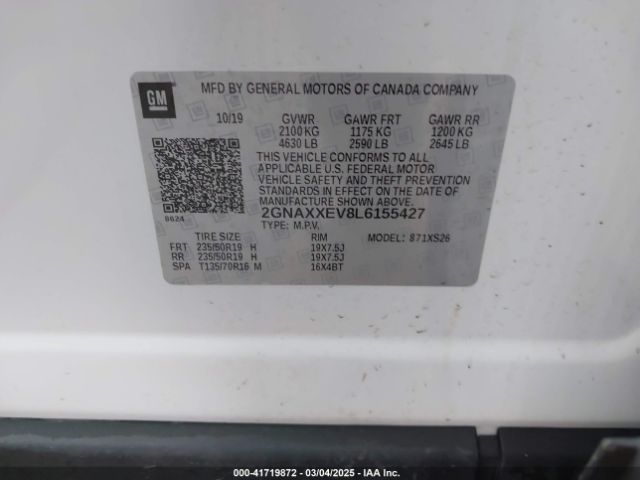 GM
MFD BY GENERAL MOTORS OF CANADA COMPANY
10/19 GVWR GAWR FRT GAWR RR
2100 KG 1175 KG 1200 KG
4630 LB 2590 LB 2645 LB
THIS VEHICLE CONFORMS TO ALL
APPLICABLE U.S. FEDERAL MOTOR
VEHICLE SAFETY AND THEFT PREVENTION
STANDARDS IN EFFECT ON THE DATE OF
MANUFACTURE SHOWN ABOVE.
2GNAXXEV8L6155427
8624
TYPE: M.P.V.
TIRE SIZE RIM MODEL: 871XS26
FRT 235/50R19 H 19X7.5J
RR 235/50R19 H 19X7.5J
SPA T135/70R16 M 16X4BT
000-41719872 — 03/04/2025 — IAA Inc.